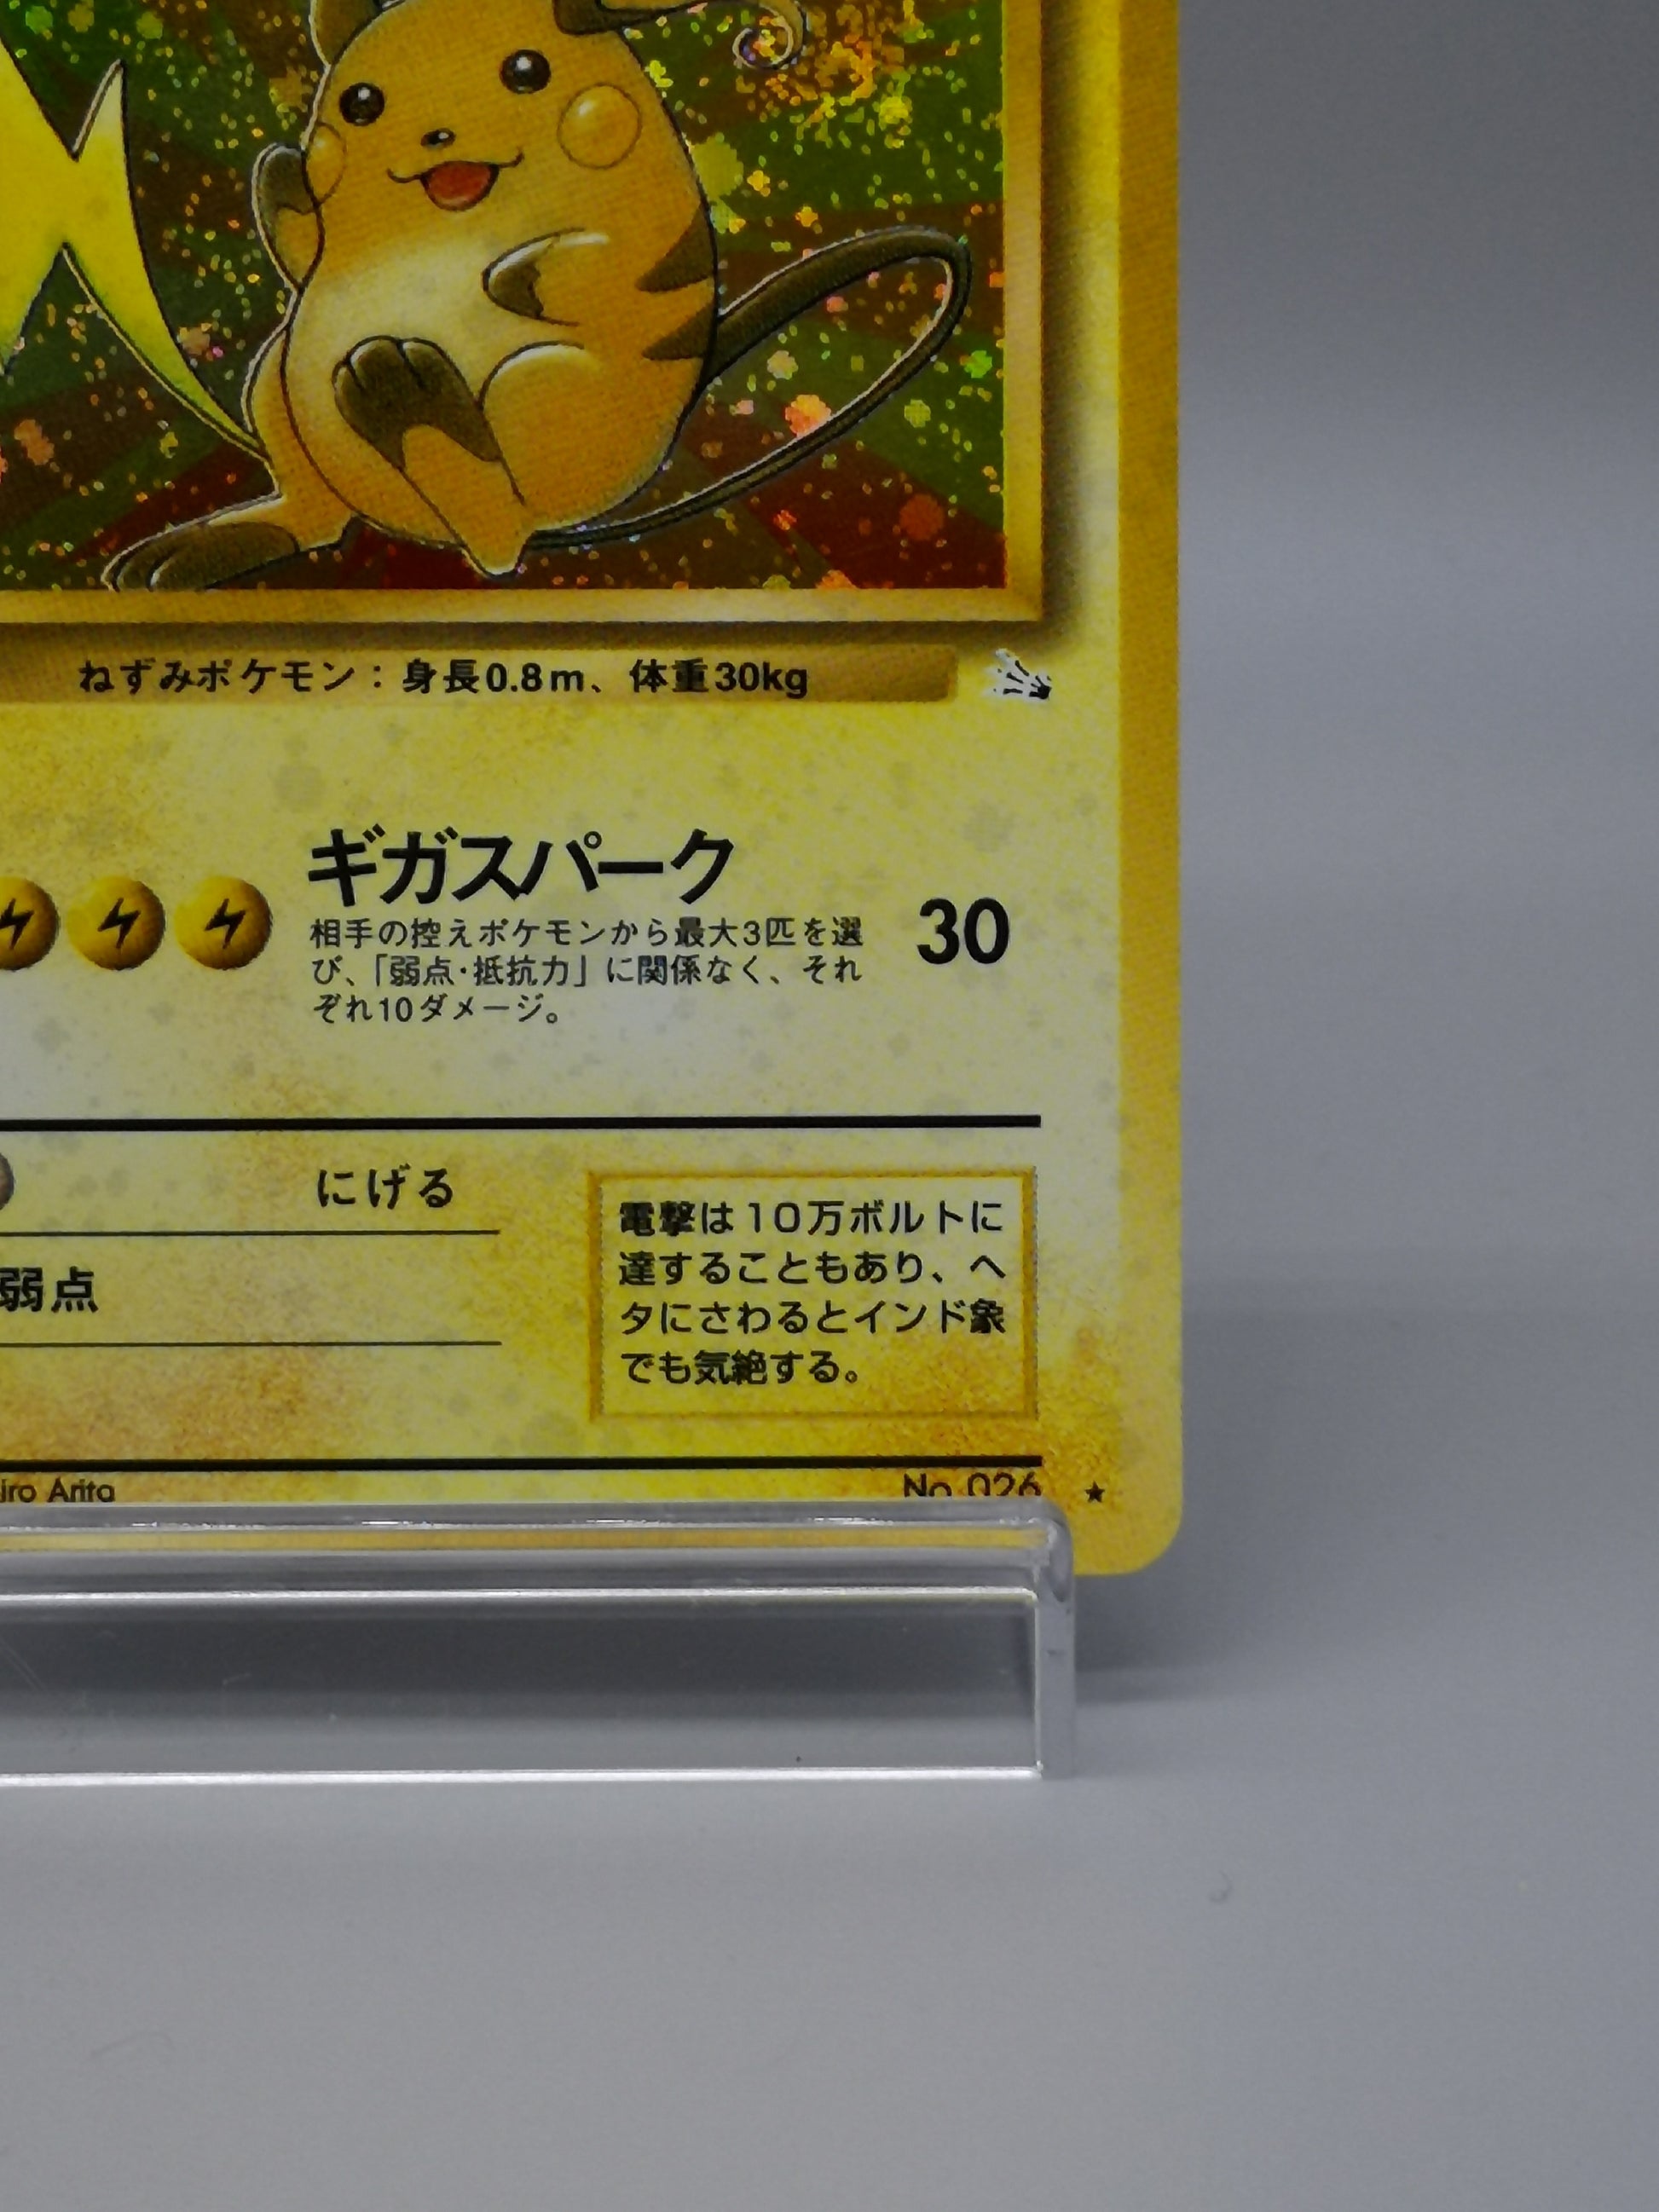 ねずみポケモン：身長0.8m、体重30kg
ギガスパーク
相手の控えポケモンから最大3匹を選
び、「弱点・抵抗力」に関係なく、それ
ぞれ10ダメージ。
30
にげる
弱点
電撃は10万ボルトに
達することもあり、ヘ
タにさわるとインド象
でも気絶する。
iro Arita
No.026 ★